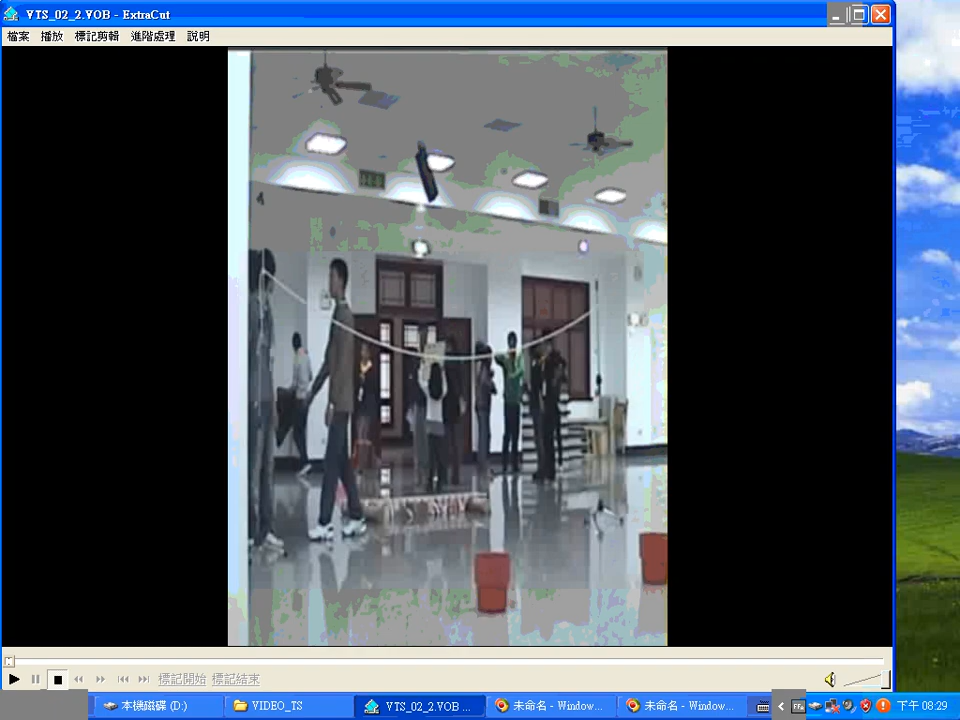 VTS_02_2.VOB - ExtraCut
檔案 播放 標記剪輯 進階處理 說明
標記開始 標記結束
本機磁碟 (D:) VIDEO_TS VTS_02_2.VOB ... 未命名 - Window... 未命名 - Window... 下午 08:29